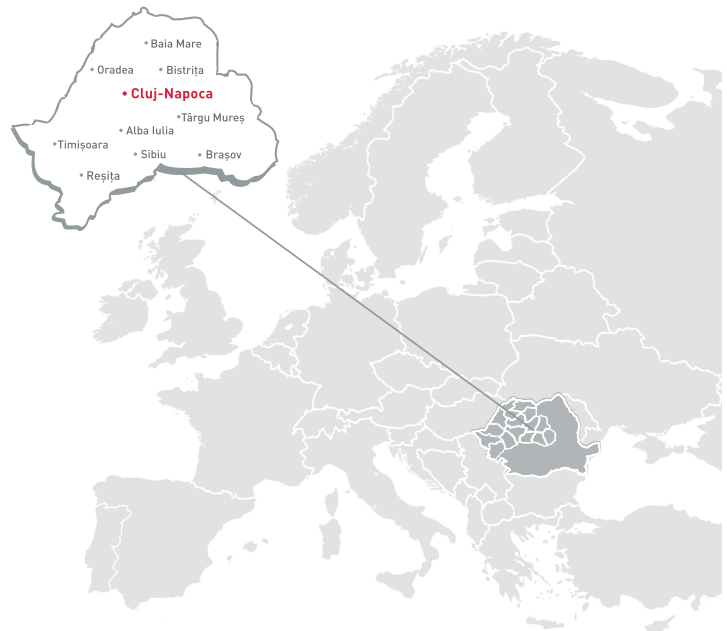 Baia Mare
Oradea
Bistrița
Cluj-Napoca
Târgu Mureș
Alba Iulia
Timișoara
Sibiu
Brașov
Reșița